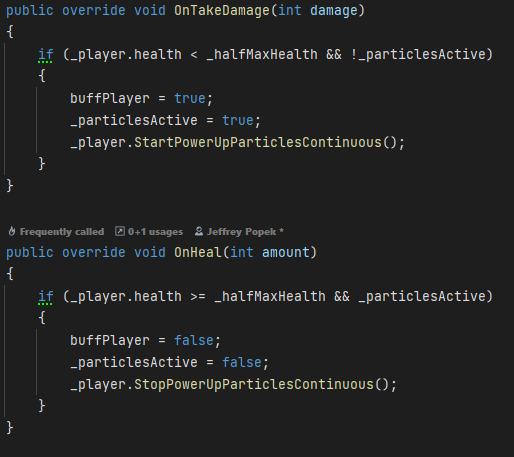 public override void OnTakeDamage(int damage)
{
    if (_player.health < _halfMaxHealth && !_particlesActive)
    {
        buffPlayer = true;
        _particlesActive = true;
        _player.StartPowerUpParticlesContinuous();
    }
}
Frequently called 0+1 usages Jeffrey Popek *
public override void OnHeal(int amount)
{
    if (_player.health >= _halfMaxHealth && _particlesActive)
    {
        buffPlayer = false;
        _particlesActive = false;
        _player.StopPowerUpParticlesContinuous();
    }
}